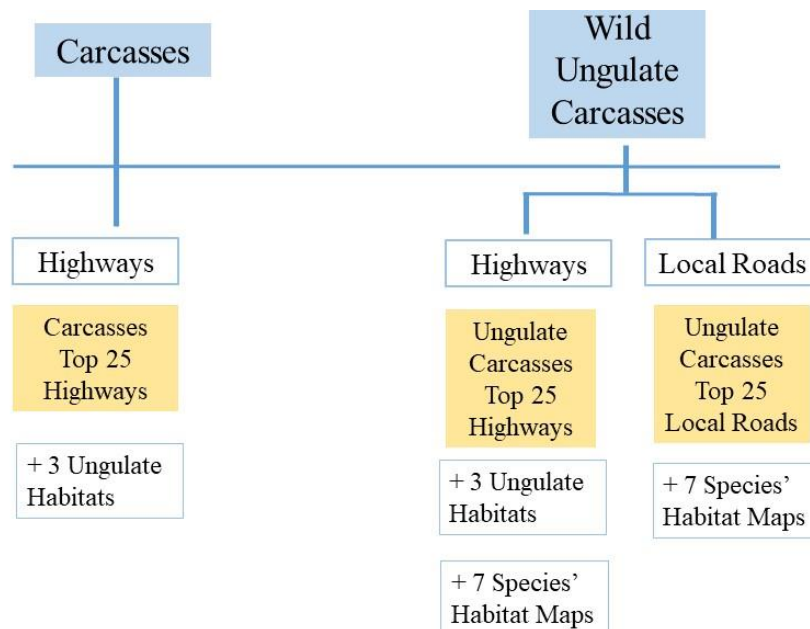 Carcasses
Wild
Ungulate
Carcasses
Highways
Carcasses
Top 25
Highways
+ 3 Ungulate
Habitats
Highways
Ungulate
Carcasses
Top 25
Highways
+ 3 Ungulate
Habitats
+ 7 Species’
Habitat Maps
Local Roads
Ungulate
Carcasses
Top 25
Local Roads
+ 7 Species’
Habitat Maps